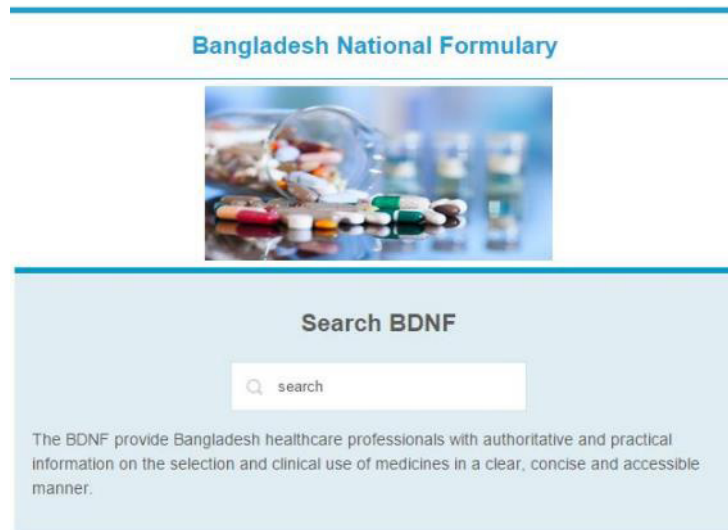 Bangladesh National Formulary
Search BDNF
search
The BDNF provide Bangladesh healthcare professionals with authoritative and practical
information on the selection and clinical use of medicines in a clear, concise and accessible
manner.